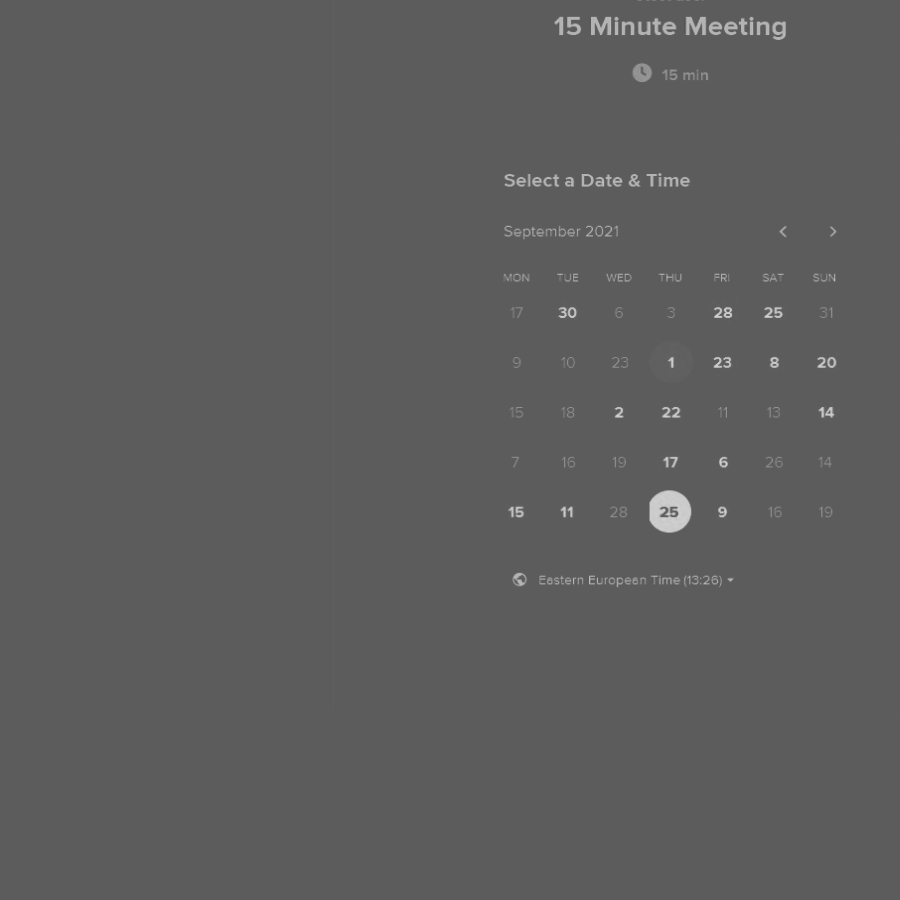 15 Minute Meeting
15 min
Select a Date & Time
September 2021
MON TUE WED THU FRI SAT SUN
17 30 6 3 28 25 31
9 10 23 1 23 8 20
15 18 2 22 11 13 14
7 16 19 17 6 26 14
15 11 28 25 9 16 19
Eastern European Time (13:26)